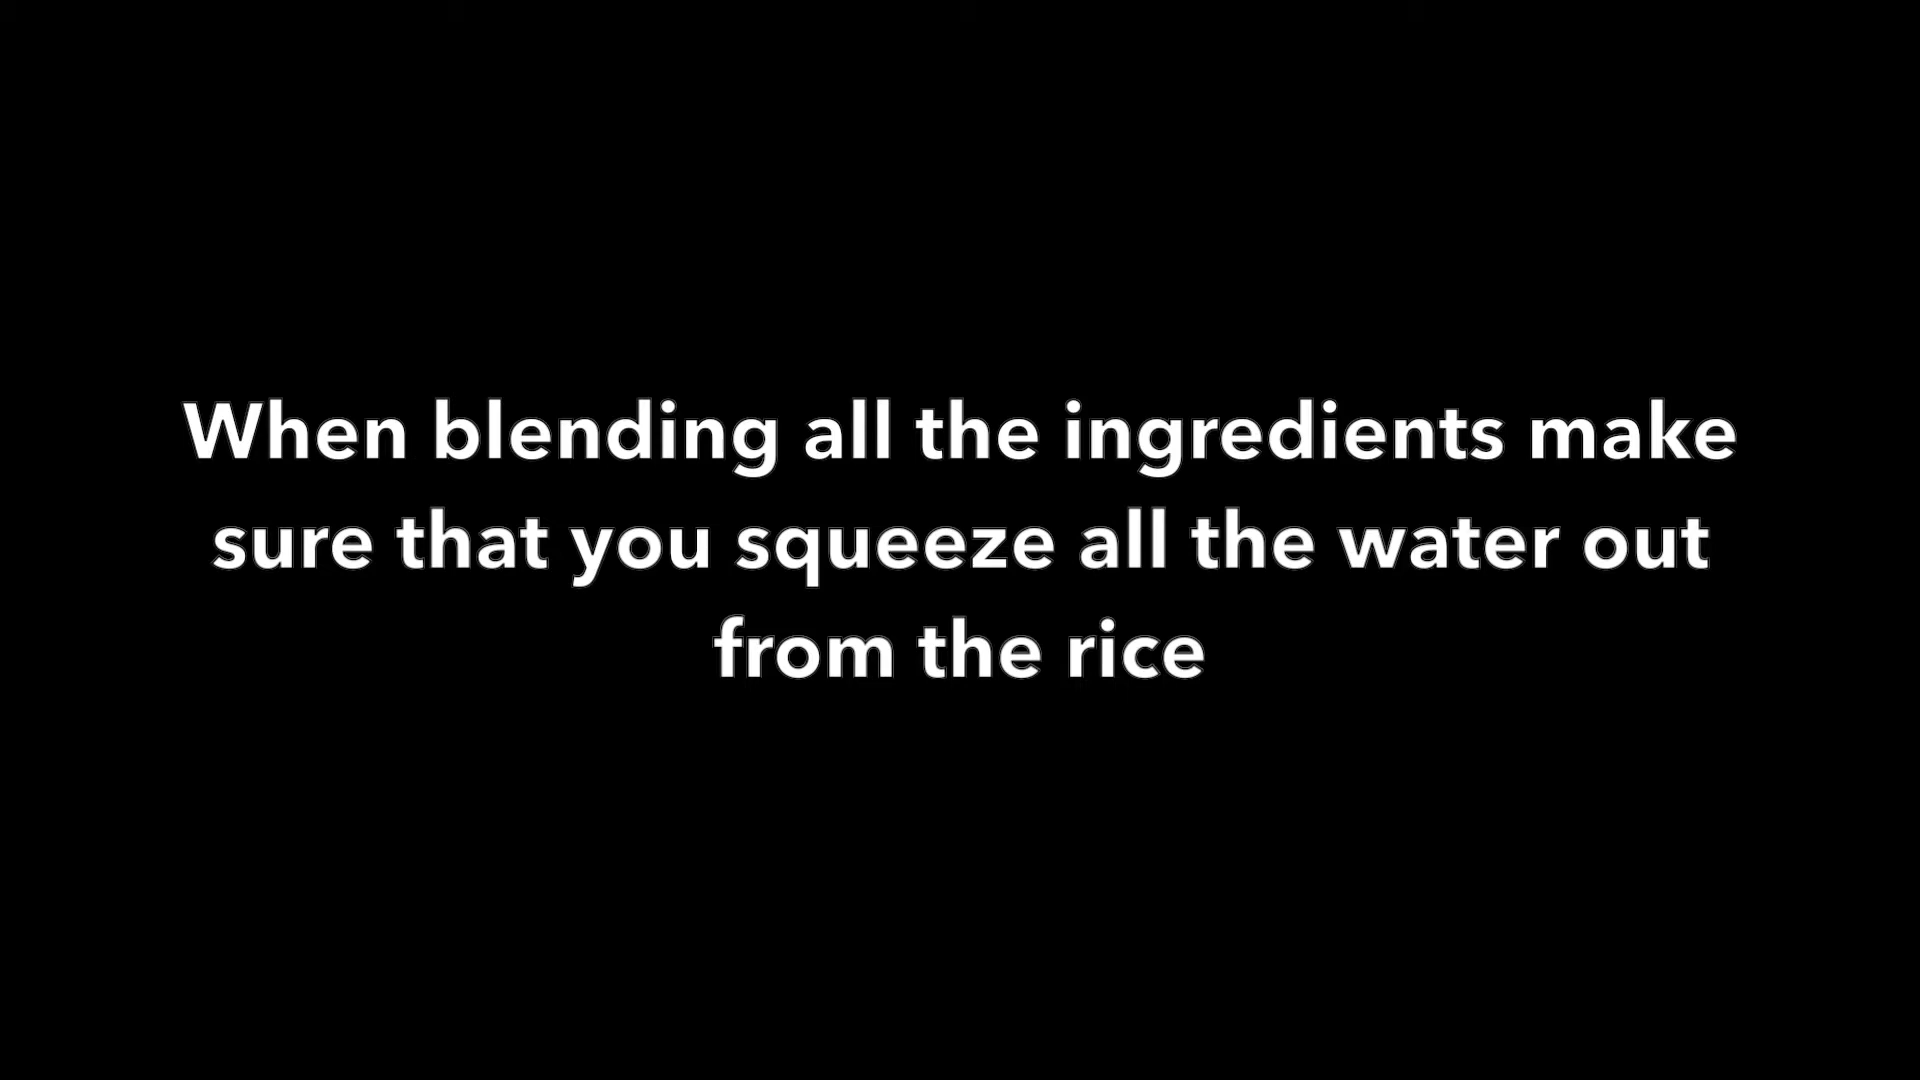 When blending all the ingredients make
sure that you squeeze all the water out
from the rice